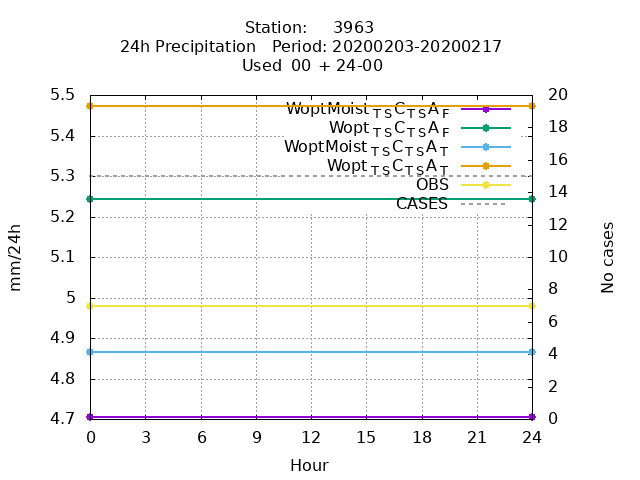 Station: 3963
24h Precipitation Period: 20200203-20200217
Used 00 + 24-00
5.5
5.4
5.3
5.2
5.1
5
4.9
4.8
4.7
mm/24h
WoptMoist TS C TS A F
Wopt TS C TS A F
WoptMoist TS C TS A T
Wopt TS C TS A T
OBS
CASES
20
18
16
14
12
10
8
6
4
2
0
No cases
0 3 6 9 12 15 18 21 24
Hour